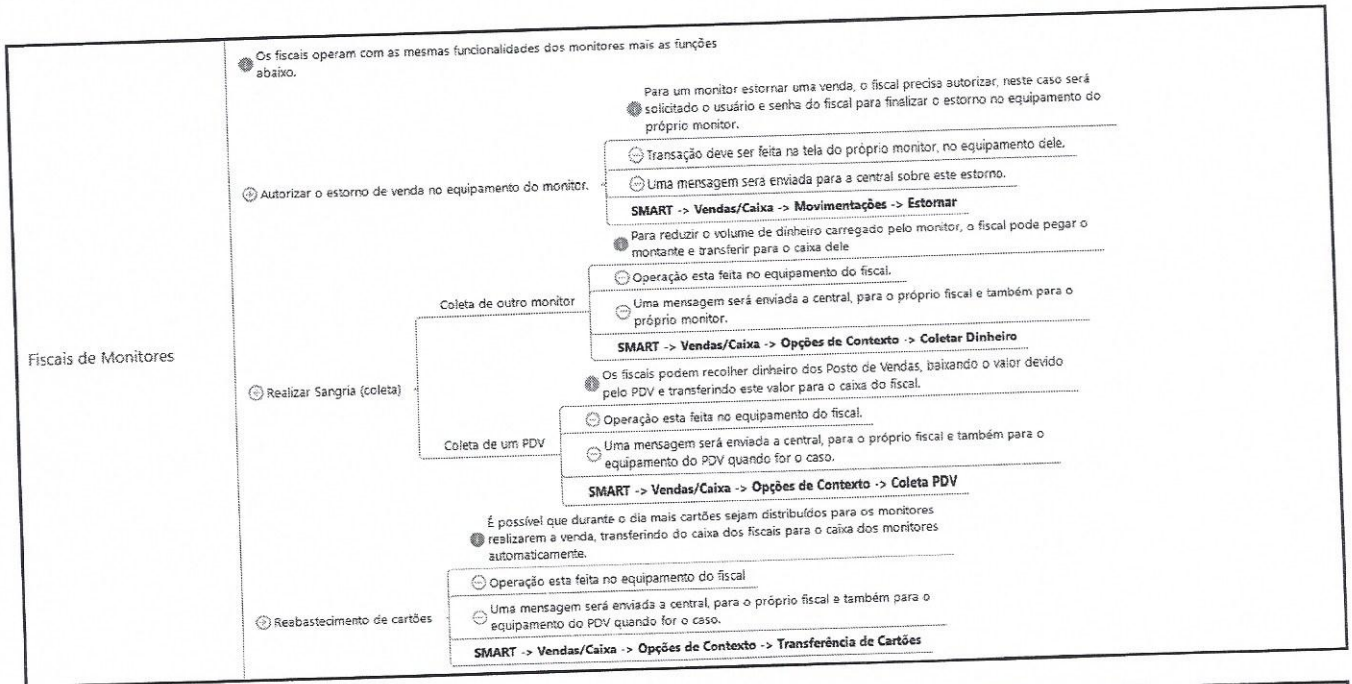 Os fiscais operam com as mesmas funcionalidades dos monitores mais as funções
abaixo.
Para um monitor estornar uma venda, o fiscal precisa autorizar, neste caso será
solicitado o usuário e senha do fiscal para finalizar o estorno no equipamento do
próprio monitor.
Transação deve ser feita na tela do próprio monitor, no equipamento dele.
Autorizar o estorno de venda no equipamento do monitor.
Uma mensagem sera enviada para a central sobre este estorno.
SMART -> Vendas/Caixa -> Movimentações -> Estornar
Para reduzir o volume de dinheiro carregado pelo monitor, o fiscal pode pegar o
montante e transferir para o caixa dele
Operação esta feita no equipamento do fiscal.
Coleta de outro monitor
Uma mensagem será enviada a central, para o próprio fiscal e também para o
próprio monitor.
SMART -> Vendas/Caixa -> Opções de Contexto -> Coletar Dinheiro
Fiscais de Monitores
Realizar Sangria (coleta)
Os fiscais podem recolher dinheiro dos Posto de Vendas, baixando o valor devido
pelo PDV e transferindo este valor para o caixa do fiscal.
Operação esta feita no equipamento do fiscal.
Coleta de um PDV
Uma mensagem será enviada a central, para o próprio fiscal e também para o
equipamento do PDV quando for o caso.
SMART -> Vendas/Caixa -> Opções de Contexto -> Coleta PDV
É possível que durante o dia mais cartões sejam distribuídos para os monitores
realizarem a venda, transferindo do caixa dos fiscais para o caixa dos monitores
automaticamente.
Operação esta feita no equipamento do fiscal
Reabastecimento de cartões
Uma mensagem será enviada a central, para o próprio fiscal e também para o
equipamento do PDV quando for o caso.
SMART -> Vendas/Caixa -> Opções de Contexto -> Transferência de Cartões